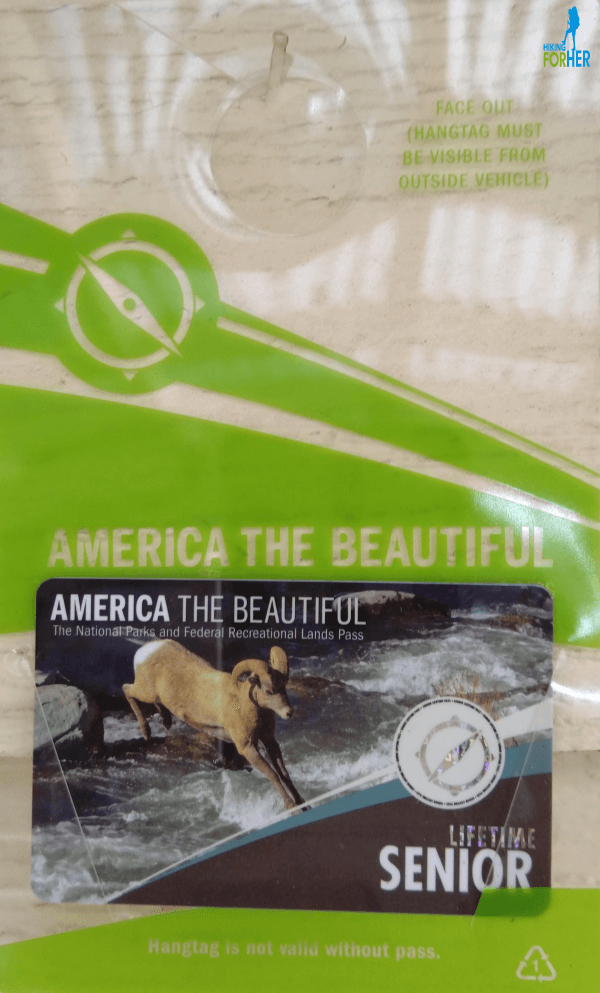 HIKING
FORHER
FACE OUT
(HANGTAG MUST
BE VISIBLE FROM
OUTSIDE VEHICLE)
AMERICA THE BEAUTIFUL
AMERICA THE BEAUTIFUL
The National Parks and Federal Recreational Lands Pass
LIFETIME
SENIOR
Hangtag is not valid without pass.
1